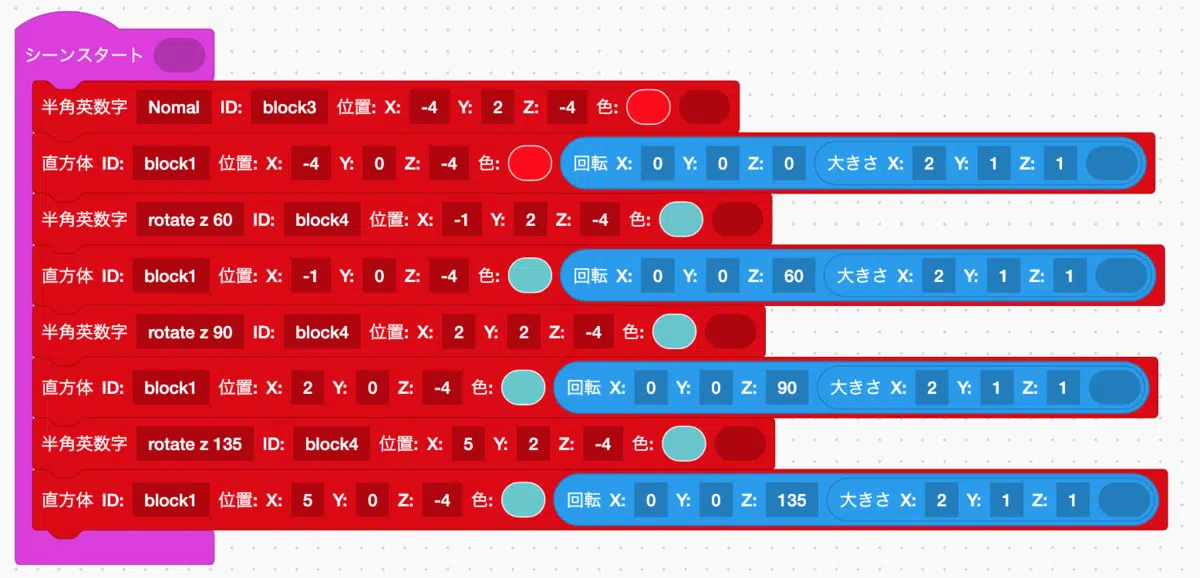 シーンスタート
半角英数字 Nomal ID: block3 位置: X: -4 Y: 2 Z: -4 色:
直方体 ID: block1 位置: X: -4 Y: 0 Z: -4 色: 回転 X: 0 Y: 0 Z: 0 大きさ X: 2 Y: 1 Z: 1
半角英数字 rotate z 60 ID: block4 位置: X: -1 Y: 2 Z: -4 色:
直方体 ID: block1 位置: X: -1 Y: 0 Z: -4 色: 回転 X: 0 Y: 0 Z: 60 大きさ X: 2 Y: 1 Z: 1
半角英数字 rotate z 90 ID: block4 位置: X: 2 Y: 2 Z: -4 色:
直方体 ID: block1 位置: X: 2 Y: 0 Z: -4 色: 回転 X: 0 Y: 0 Z: 90 大きさ X: 2 Y: 1 Z: 1
半角英数字 rotate z 135 ID: block4 位置: X: 5 Y: 2 Z: -4 色:
直方体 ID: block1 位置: X: 5 Y: 0 Z: -4 色: 回転 X: 0 Y: 0 Z: 135 大きさ X: 2 Y: 1 Z: 1